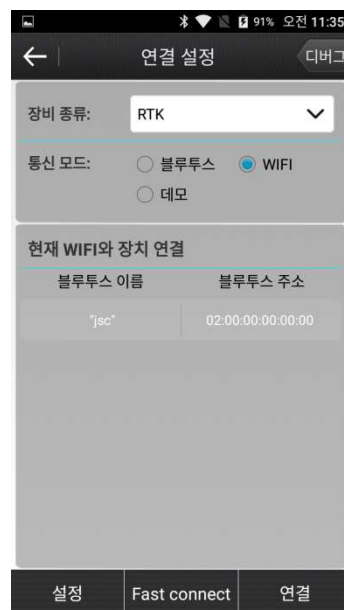 91% 오전 11:35
연결 설정
디버그
장비 종류: RTK
통신 모드: 블루투스 WIFI
데모
현재 WIFI와 장치 연결
블루투스 이름 블루투스 주소
"jsc" 02:00:00:00:00:00
설정 Fast connect 연결